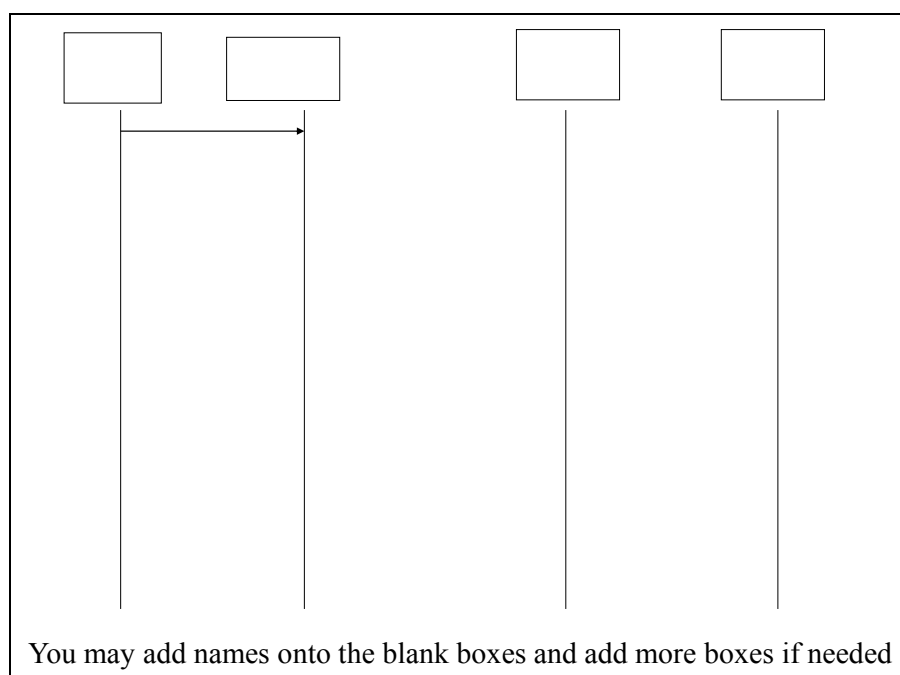 You may add names onto the blank boxes and add more boxes if needed